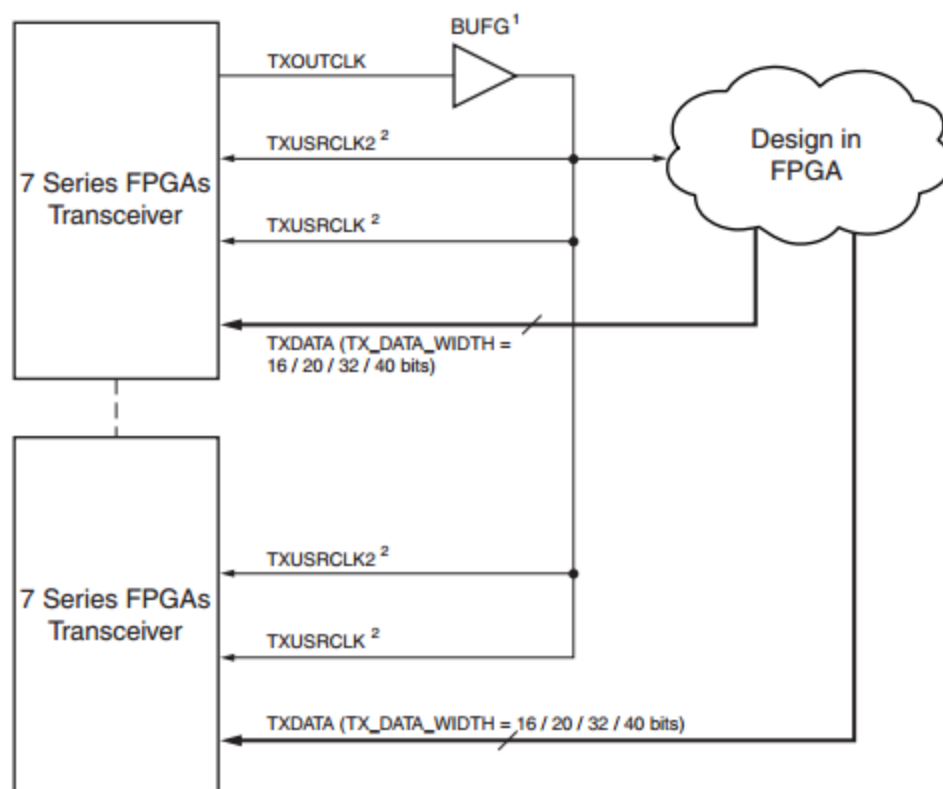 BUFG1
TXOUTCLK
TXUSRCLK2 2
Design in
FPGA
7 Series FPGAs
Transceiver
TXUSRCLK 2
TXDATA (TX_DATA_WIDTH =
16 / 20 / 32 / 40 bits)
TXUSRCLK2 2
7 Series FPGAs
Transceiver
TXUSRCLK 2
TXDATA (TX_DATA_WIDTH = 16 / 20 / 32 / 40 bits)